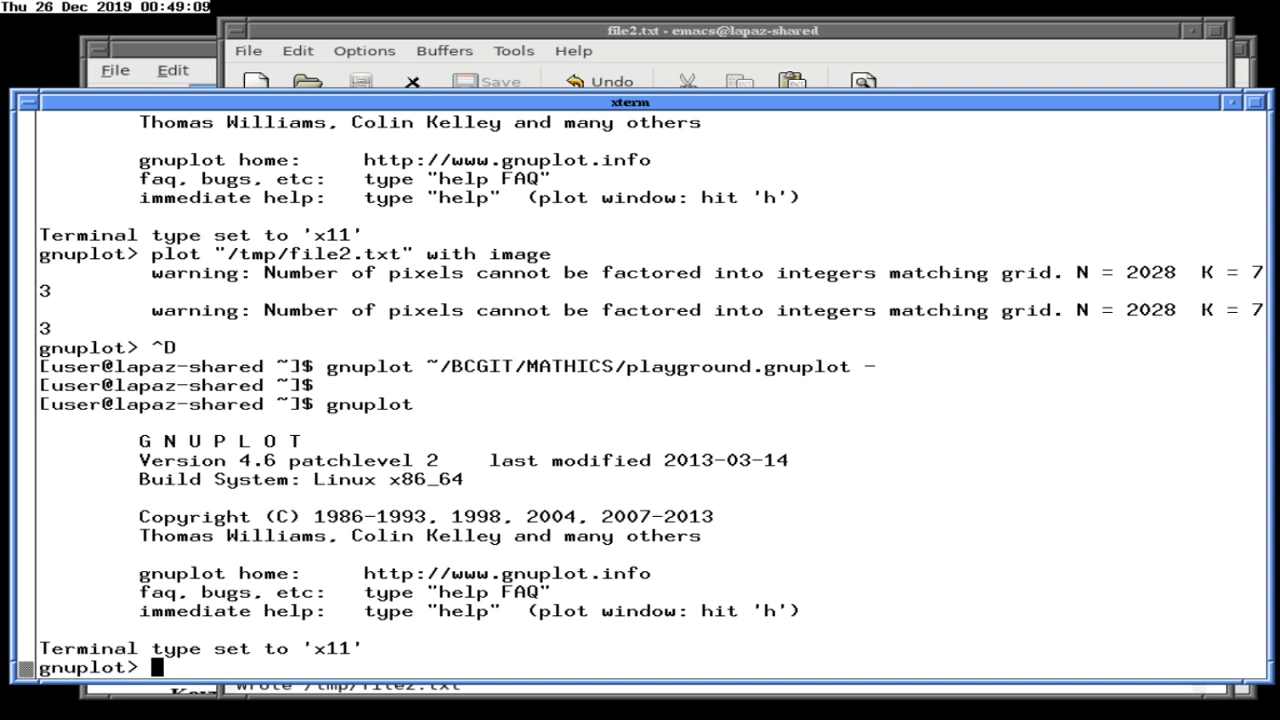 Thu 26 Dec 2019 00:49:09
file2.txt - emacs@lapaz-shared
File Edit Options Buffers Tools Help
File Edit
Save Undo
xterm
Thomas Williams, Colin Kelley and many others
gnuplot home: http://www.gnuplot.info
faq, bugs, etc: type "help FAQ"
immediate help: type "help" (plot window: hit 'h')
Terminal type set to 'x11'
gnuplot> plot "/tmp/file2.txt" with image
warning: Number of pixels cannot be factored into integers matching grid. N = 2028 K = 7
3
warning: Number of pixels cannot be factored into integers matching grid. N = 2028 K = 7
3
gnuplot> ^D
[user@lapaz-shared ~]$ gnuplot ~/BCGIT/MATHICS/playground.gnuplot -
[user@lapaz-shared ~]$
[user@lapaz-shared ~]$ gnuplot
G N U P L O T
Version 4.6 patchlevel 2 last modified 2013-03-14
Build System: Linux x86_64
Copyright (C) 1986-1993, 1998, 2004, 2007-2013
Thomas Williams, Colin Kelley and many others
gnuplot home: http://www.gnuplot.info
faq, bugs, etc: type "help FAQ"
immediate help: type "help" (plot window: hit 'h')
Terminal type set to 'x11'
gnuplot>
Wrote /tmp/file2.txt